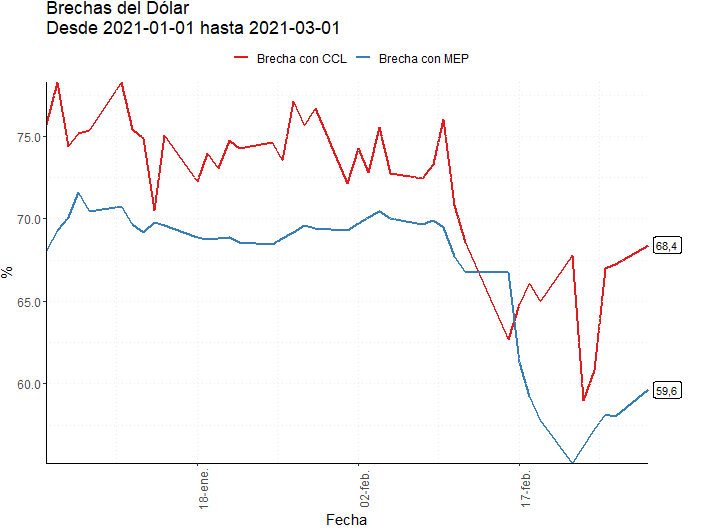 Brechas del Dólar
Desde 2021-01-01 hasta 2021-03-01
Brecha con CCL
Brecha con MEP
%
75.0
70.0
65.0
60.0
68,4
59,6
18-ene.
02-feb.
17-feb.
Fecha